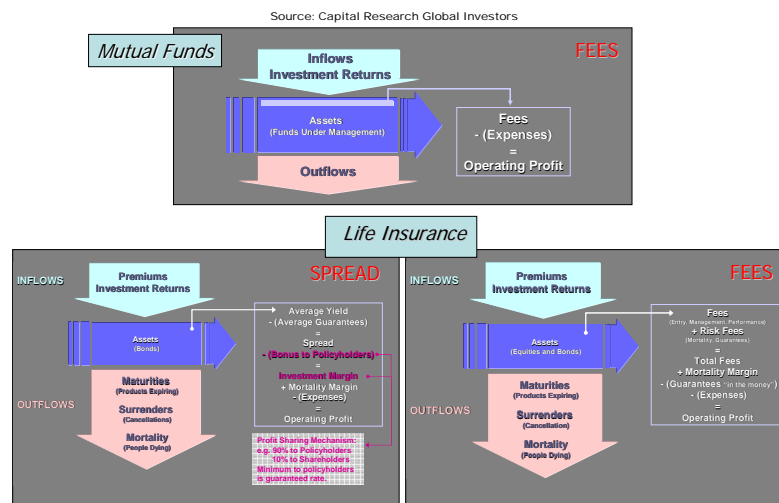 Source: Capital Research Global Investors
Mutual Funds
FEES
Inflows
Investment Returns
Assets
(Funds Under Management)
Outflows
Fees
- (Expenses)
=
Operating Profit
Life Insurance
SPREAD
INFLOWS
Premiums
Investment Returns
Assets
(Bonds)
OUTFLOWS
Maturities
(Products Expiring)
Surrenders
(Cancellations)
Mortality
(People Dying)
Average Yield
- (Average Guarantees)
=
Spread
- (Bonus to Policyholders)
=
Investment Margin
+ Mortality Margin
- (Expenses)
=
Operating Profit
Profit Sharing Mechanism:
e.g. 90% to Policyholders
10% to Shareholders
Minimum to policyholders
is guaranteed rate.
FEES
INFLOWS
Premiums
Investment Returns
Assets
(Equities and Bonds)
OUTFLOWS
Maturities
(Products Expiring)
Surrenders
(Cancellation)
Mortality
(People Dying)
Fees
(Entry, Management, Performance)
+ Risk Fees
(Mortality, Guarantees)
=
Total Fees
+ Mortality Margin
- (Guarantees "in the money")
- (Expenses)
=
Operating Profit